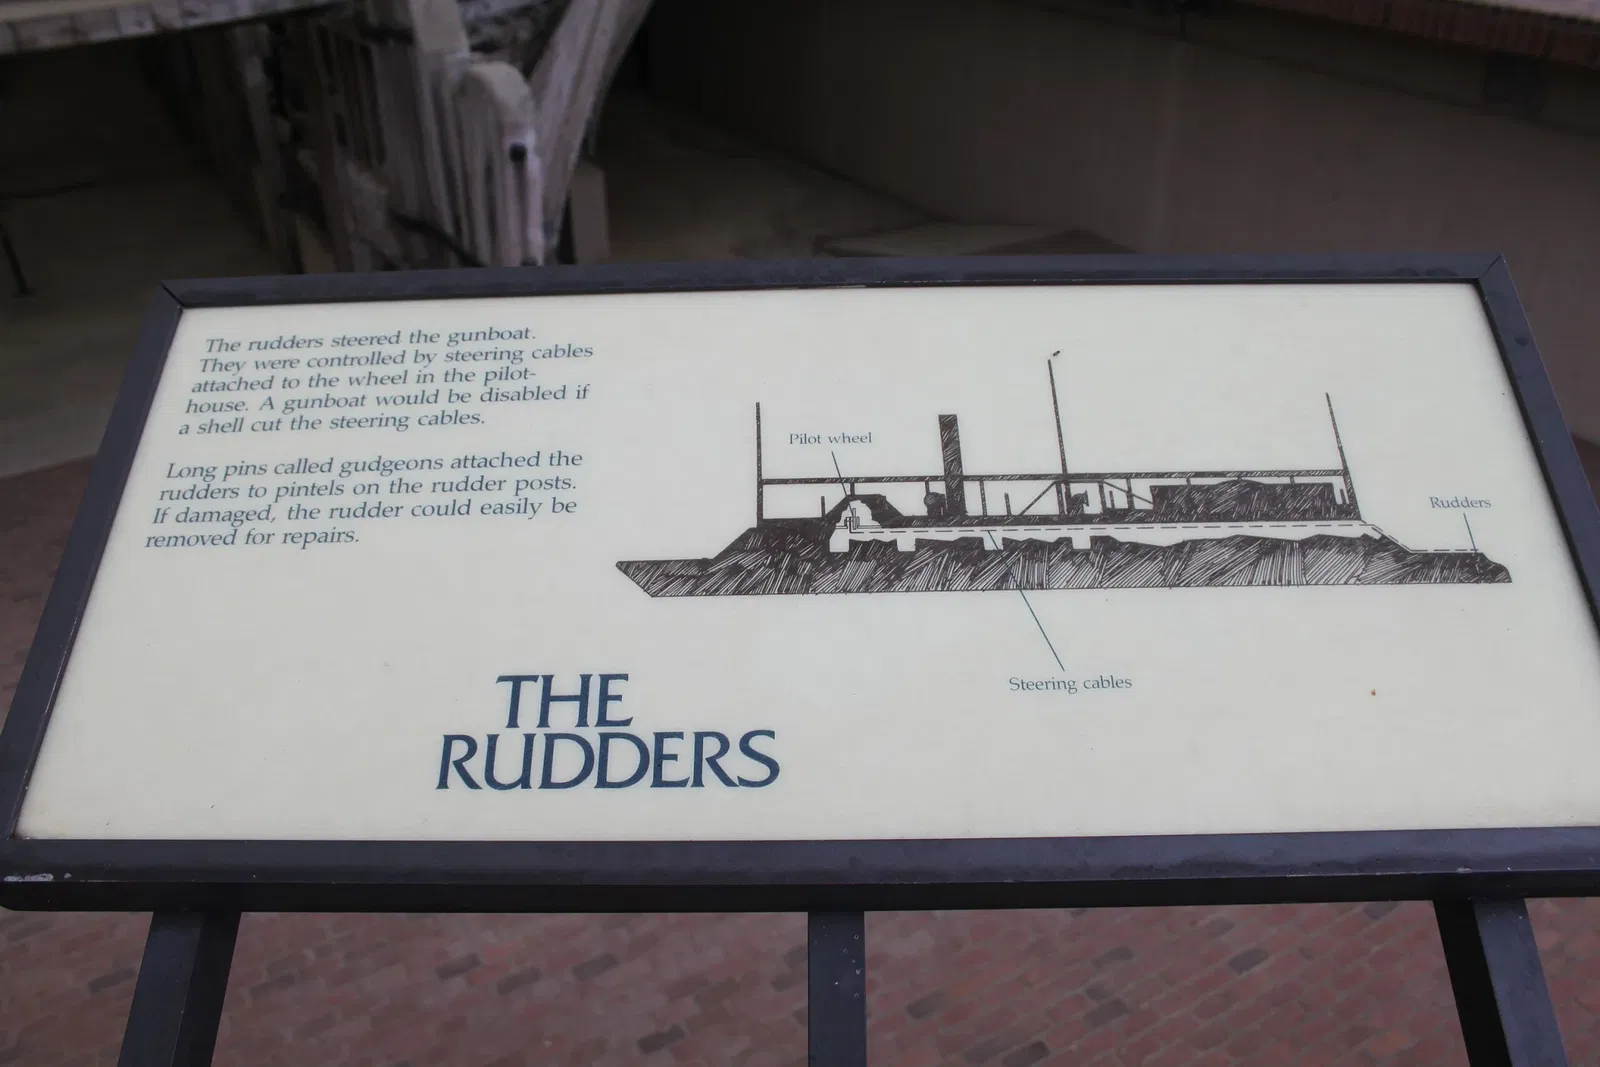 The rudders steered the gunboat.
They were controlled by steering cables
attached to the wheel in the pilot-
house. A gunboat would be disabled if
a shell cut the steering cables.
Long pins called gudgeons attached the
rudders to pintels on the rudder posts.
If damaged, the rudder could easily be
removed for repairs.
Pilot wheel
Rudders
Steering cables
THE
RUDDERS